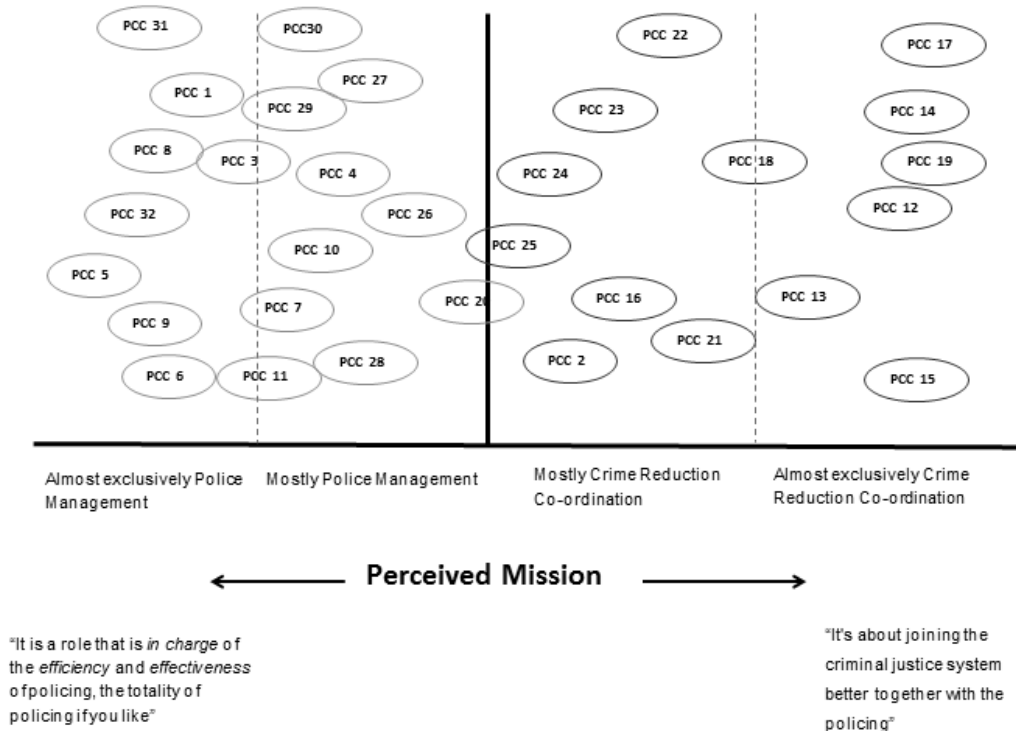 PCC 31
PCC30
PCC 22
PCC 17
PCC 1
PCC 27
PCC 29
PCC 23
PCC 14
PCC 8
PCC 3
PCC 4
PCC 24
PCC 18
PCC 19
PCC 32
PCC 26
PCC 12
PCC 10
PCC 25
PCC 5
PCC 9
PCC 7
PCC 20
PCC 16
PCC 13
PCC 6
PCC 11
PCC 28
PCC 2
PCC 21
PCC 15
Almost exclusively Police
Management
Mostly Police Management
Mostly Crime Reduction
Co-ordination
Almost exclusively Crime
Reduction Co-ordination
Perceived Mission
“It is a role that is in charge of
the efficiency and effectiveness
of policing, the totality of
policing if you like”
“It's about joining the
criminal justice system
better together with the
policing”